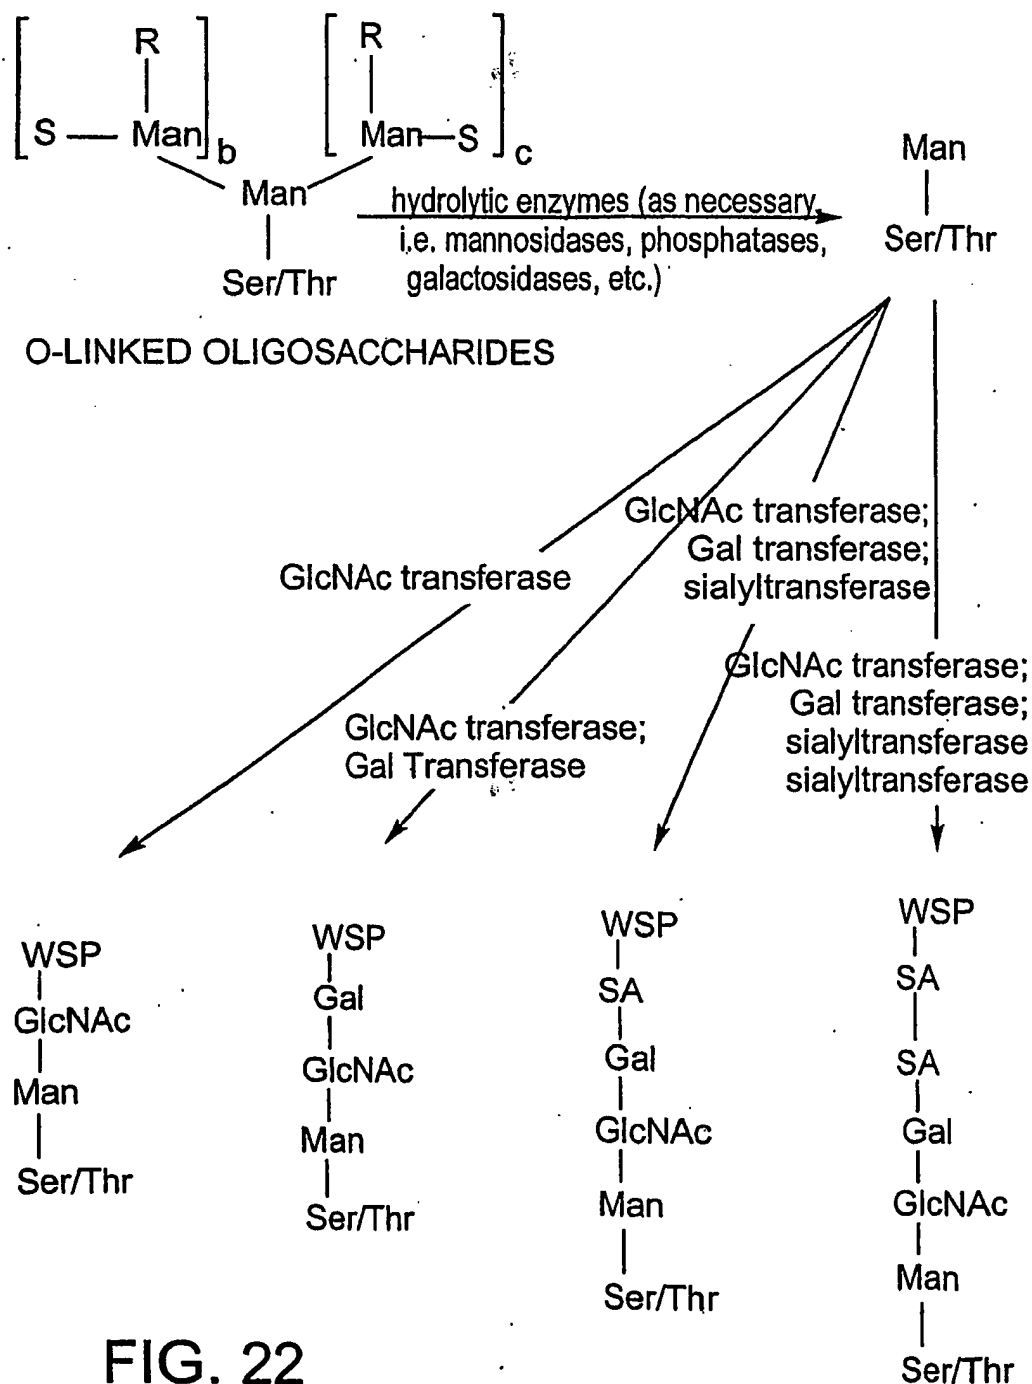 R
R
S
Man
b
Man
S
c
Man
Ser/Thr
O-LINKED OLIGOSACCHARIDES
hydrolytic enzymes (as necessary,
i.e. mannosidases, phosphatases,
galactosidases, etc.)
Man
Ser/Thr
GlcNAc transferase
GlcNAc transferase;
Gal Transferase
GlcNAc transferase;
Gal transferase;
sialyltransferase
GlcNAc transferase;
Gal transferase;
sialyltransferase
sialyltransferase
WSP
GlcNAc
Man
Ser/Thr
WSP
Gal
GlcNAc
Man
Ser/Thr
WSP
SA
Gal
GlcNAc
Man
Ser/Thr
WSP
SA
SA
Gal
GlcNAc
Man
Ser/Thr
FIG. 22